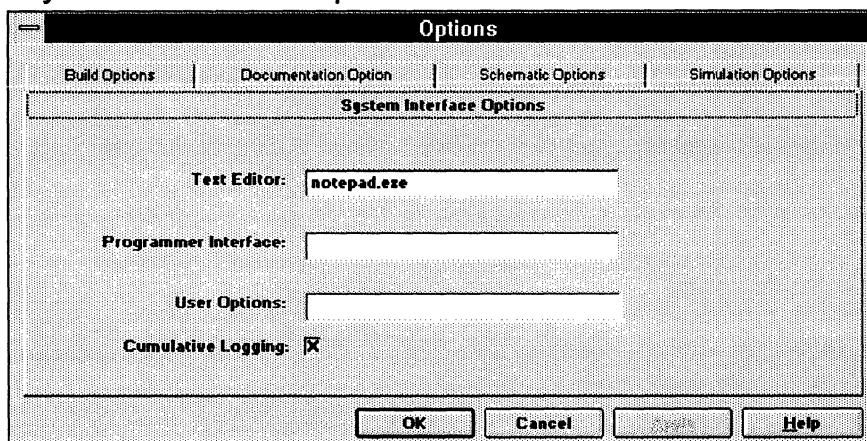 Options
Build Options Documentation Option Schematic Options Simulation Options
System Interface Options
Text Editor: notepad.exe
Programmer Interface:
User Options:
Cumulative Logging: X
OK Cancel Apply Help